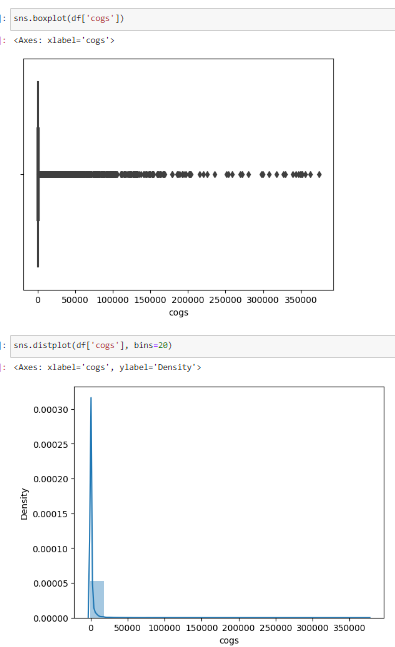 ]: sns.boxplot(df['cogs'])
]: <Axes: xlabel='cogs'>
0 50000 100000 150000 200000 250000 300000 350000
cogs
]: sns.distplot(df['cogs'], bins=20)
]: <Axes: xlabel='cogs', ylabel='Density'>
0.00030
0.00025
0.00020
0.00015
0.00010
0.00005
0.00000
Density
0 50000 100000 150000 200000 250000 300000 350000
cogs